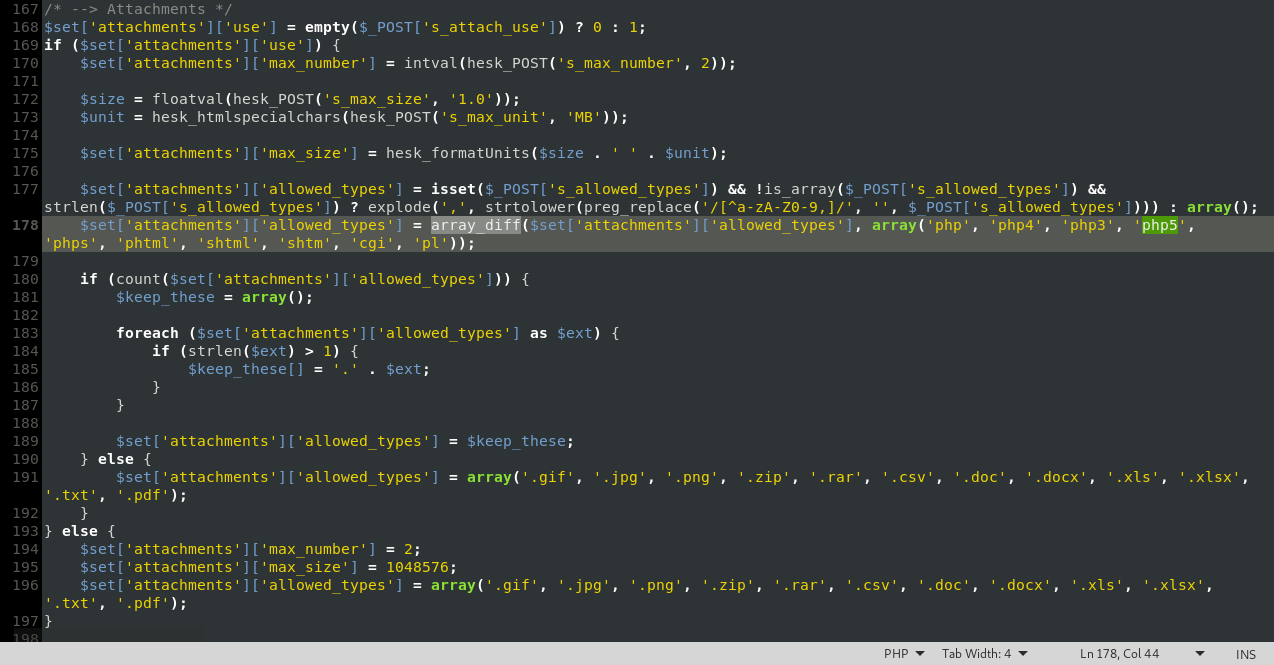 167 /* --> Attachments */
168 $set['attachments']['use'] = empty($_POST['s_attach_use']) ? 0 : 1;
169 if ($set['attachments']['use']) {
170     $set['attachments']['max_number'] = intval(hesk_POST('s_max_number', 2));
171
172     $size = floatval(hesk_POST('s_max_size', '1.0'));
173     $unit = hesk_htmlspecialchars(hesk_POST('s_max_unit', 'MB'));
174
175     $set['attachments']['max_size'] = hesk_formatUnits($size . ' ' . $unit);
176
177     $set['attachments']['allowed_types'] = isset($_POST['s_allowed_types']) && !is_array($_POST['s_allowed_types']) &&
strlen($_POST['s_allowed_types']) ? explode(',', strtolower(preg_replace('/[^a-zA-Z0-9,]/', '', $_POST['s_allowed_types']))) : array();
178     $set['attachments']['allowed_types'] = array_diff($set['attachments']['allowed_types'], array('php', 'php4', 'php3', 'php5',
'phps', 'phtml', 'shtml', 'shtm', 'cgi', 'pl'));
179
180     if (count($set['attachments']['allowed_types'])) {
181         $keep_these = array();
182
183         foreach ($set['attachments']['allowed_types'] as $ext) {
184             if (strlen($ext) > 1) {
185                 $keep_these[] = '.' . $ext;
186             }
187         }
188
189         $set['attachments']['allowed_types'] = $keep_these;
190     } else {
191         $set['attachments']['allowed_types'] = array('.gif', '.jpg', '.png', '.zip', '.rar', '.csv', '.doc', '.docx', '.xls', '.xlsx',
'.txt', '.pdf');
192     }
193 } else {
194     $set['attachments']['max_number'] = 2;
195     $set['attachments']['max_size'] = 1048576;
196     $set['attachments']['allowed_types'] = array('.gif', '.jpg', '.png', '.zip', '.rar', '.csv', '.doc', '.docx', '.xls', '.xlsx',
'.txt', '.pdf');
197 }
198
PHP Tab Width: 4 Ln 178, Col 44 INS